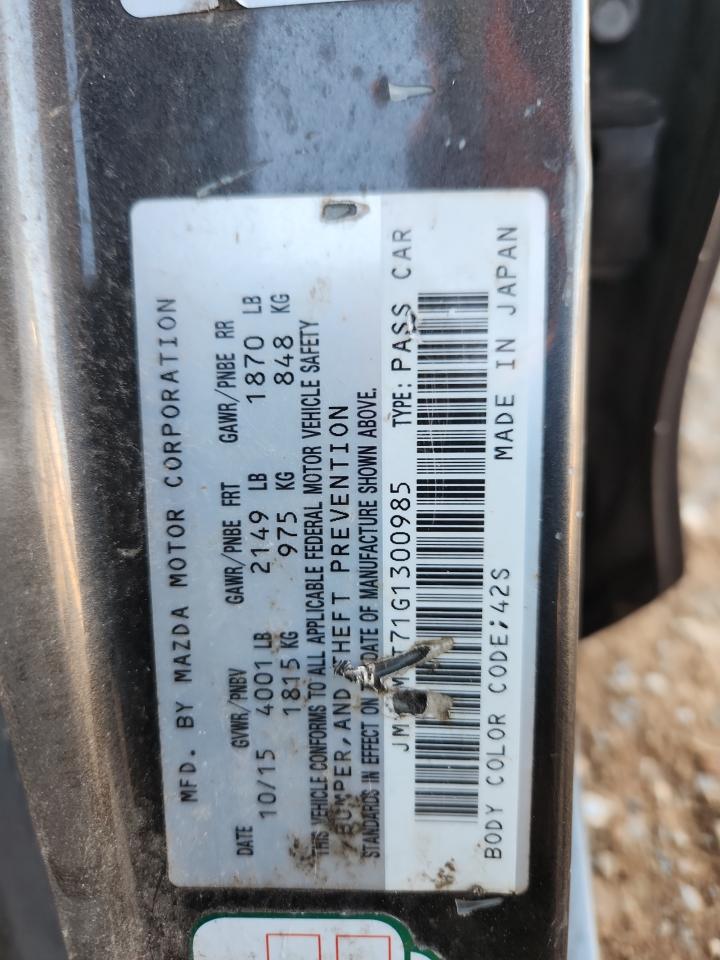 MFD. BY MAZDA MOTOR CORPORATION
DATE GVWR/PNBV GAWR/PNBE FRT GAWR/PNBE RR
10/15 4001 LB 2149 LB 1870 LB
1815 KG 975 KG 848 KG
THIS VEHICLE CONFORMS TO ALL APPLICABLE FEDERAL MOTOR VEHICLE SAFETY
BUMPER, AND THEFT PREVENTION
STANDARDS IN EFFECT ON DATE OF MANUFACTURE SHOWN ABOVE.
TYPE: PASS CAR
BODY COLOR CODE;42S MADE IN JAPAN